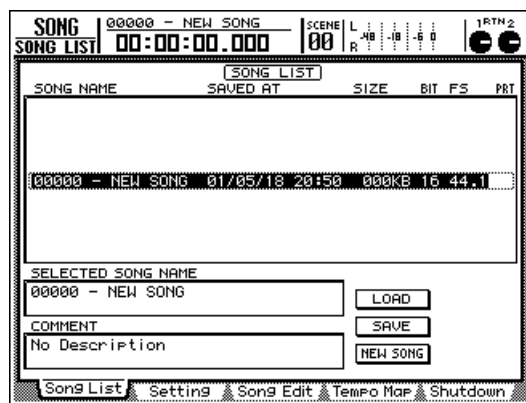 SONG 00000 - NEW SONG SCENE L -48 -18 -6 0 1 RTN 2
SONG LIST 00:00:00.000 00 R
SONG LIST
SONG NAME SAVED AT SIZE BIT FS PRT
00000 - NEW SONG 01/05/18 20:50 000KB 16 44.1
SELECTED SONG NAME
00000 - NEW SONG
LOAD
COMMENT
SAVE
No Description
NEW SONG
Song List Setting Song Edit Tempo Map Shutdown